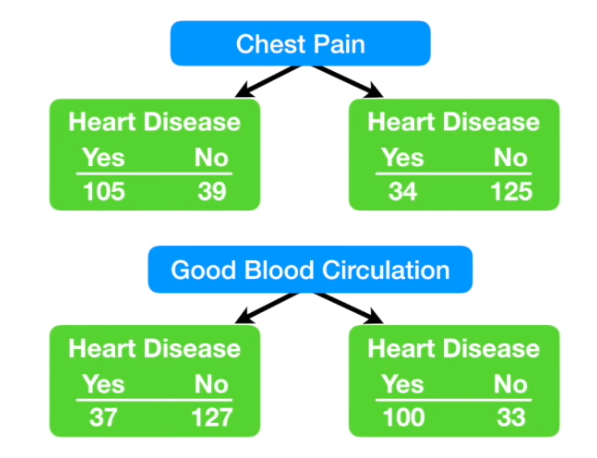 Chest Pain
Heart Disease Heart Disease
Yes No Yes No
105 39 34 125
Good Blood Circulation
Heart Disease Heart Disease
Yes No Yes No
37 127 100 33